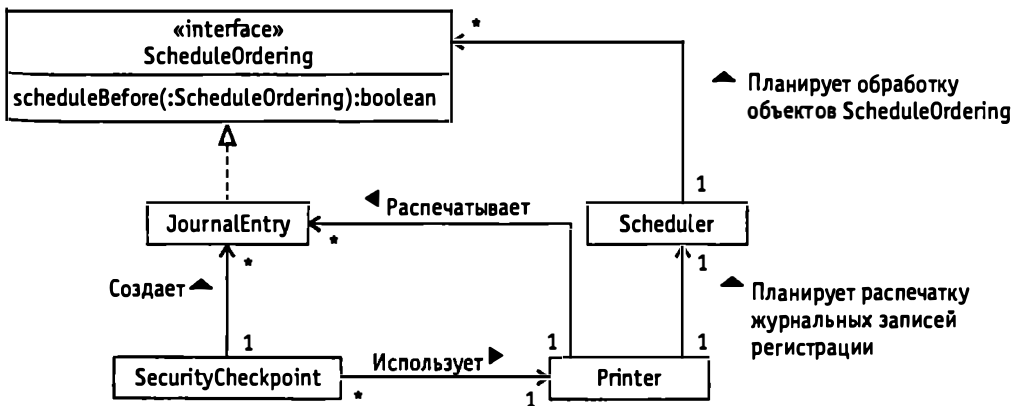 *
«interface»
ScheduleOrdering
scheduleBefore(:ScheduleOrdering):boolean
Планирует обработку
объектов ScheduleOrdering
1
Распечатывает
JournalEntry
*
Scheduler
*
1
Создает
Планирует распечатку
журнальных записей
регистрации
1
1
1
Использует
SecurityCheckpoint
Printer
*
1